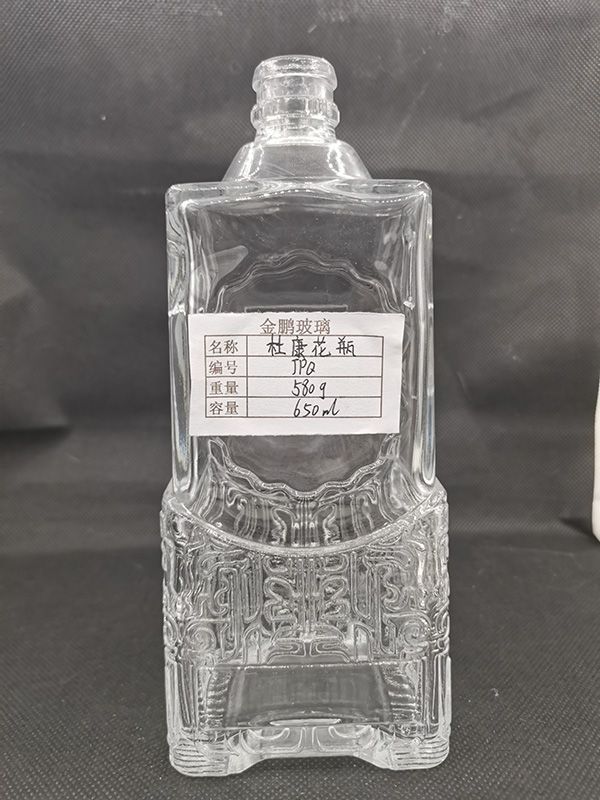 金鹏玻璃
名称 杜康花瓶
编号 JPQ
重量 580g
容量 650ml